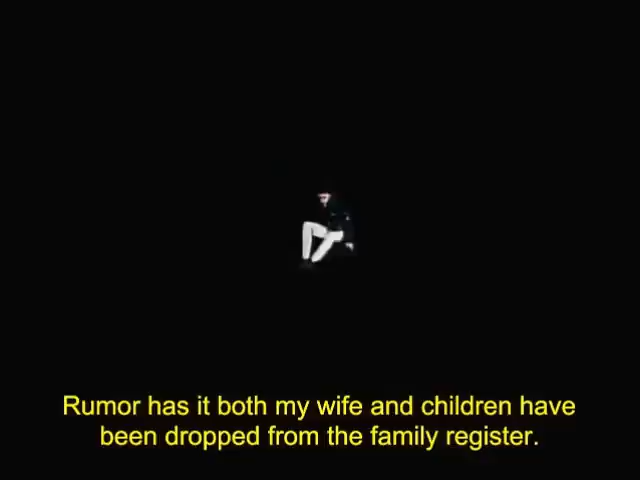 Rumor has it both my wife and children have
been dropped from the family register.